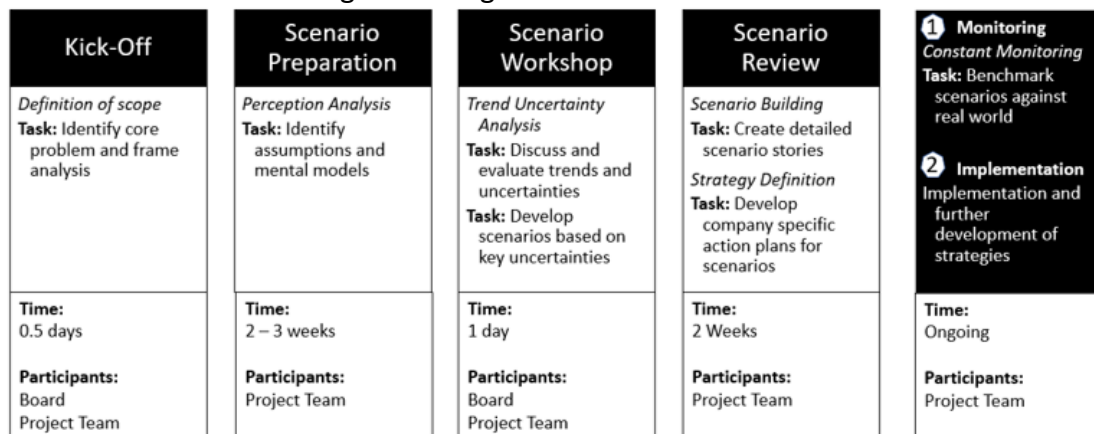 Kick-Off
Definition of scope
Task: Identify core
problem and frame
analysis
Time:
0.5 days
Participants:
Board
Project Team
Scenario
Preparation
Perception Analysis
Task: Identify
assumptions and
mental models
Time:
2 – 3 weeks
Participants:
Project Team
Scenario
Workshop
Trend Uncertainty
Analysis
Task: Discuss and
evaluate trends and
uncertainties
Task: Develop
scenarios based on
key uncertainties
Time:
1 day
Participants:
Board
Project Team
Scenario
Review
Scenario Building
Task: Create detailed
scenario stories
Strategy Definition
Task: Develop
company specific
action plans for
scenarios
Time:
2 Weeks
Participants:
Project Team
1 Monitoring
Constant Monitoring
Task: Benchmark
scenarios against
real world
2 Implementation
Implementation and
further
development of
strategies
Time:
Ongoing
Participants:
Project Team